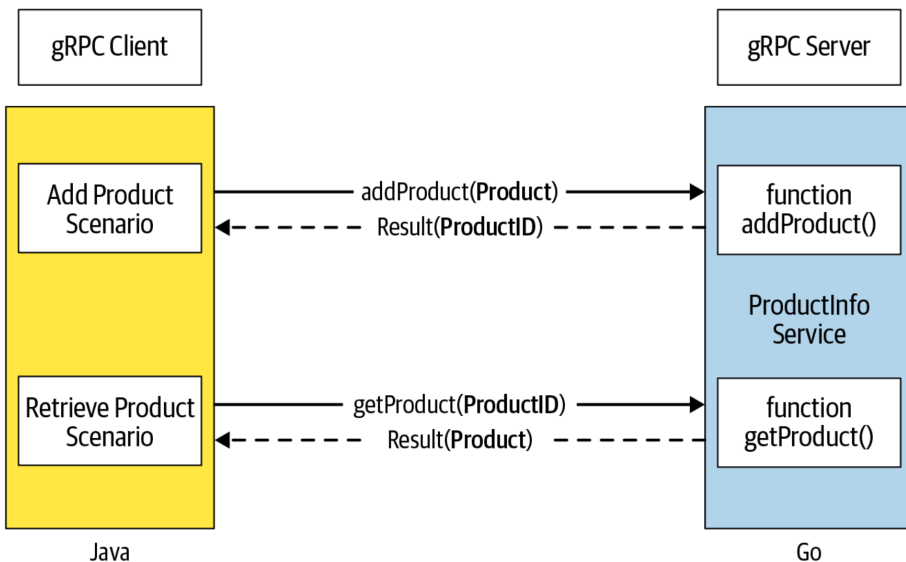 gRPC Client
gRPC Server
Add Product
Scenario
addProduct(Product)
Result(ProductID)
function
addProduct()
ProductInfo
Service
Retrieve Product
Scenario
getProduct(ProductID)
Result(Product)
function
getProduct()
Java
Go